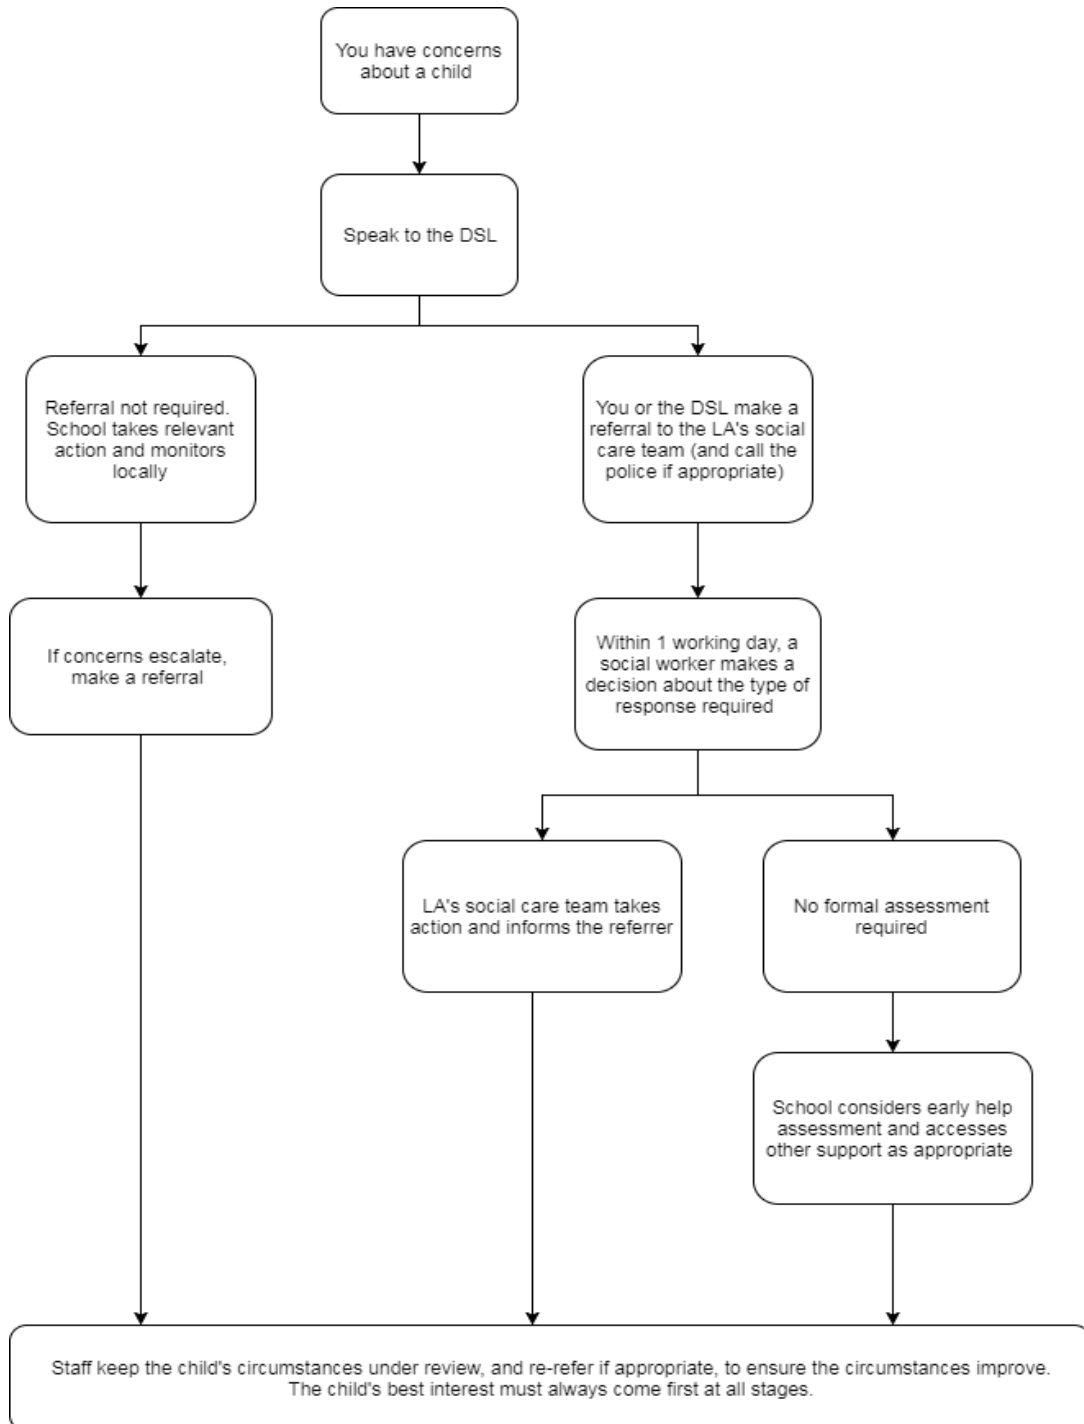 You have concerns
about a child
Speak to the DSL
Referral not required.
School takes relevant
action and monitors
locally
You or the DSL make a
referral to the LA's social
care team (and call the
police if appropriate)
If concerns escalate,
make a referral
Within 1 working day, a
social worker makes a
decision about the type of
response required
LA's social care team takes
action and informs the referrer
No formal assessment
required
School considers early help
assessment and accesses
other support as appropriate
Staff keep the child's circumstances under review, and re-refer if appropriate, to ensure the circumstances improve.
The child's best interest must always come first at all stages.